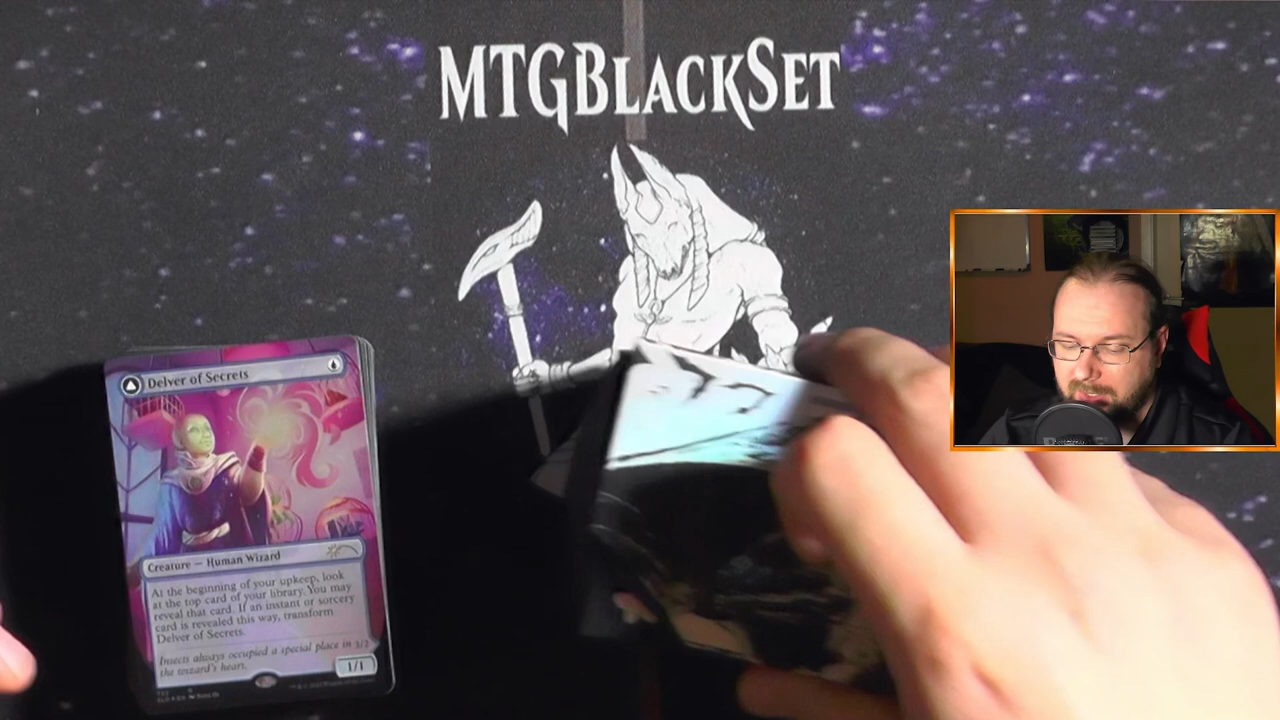 MTGBLACKSET
Delver of Secrets
Creature — Human Wizard
At the beginning of your upkeep, look
at the top card of your library. You may
reveal that card. If an instant or sorcery
card is revealed this way, transform
Delver of Secrets.
Insects always occupied a special place in
the wizard's heart.
3/2
1/1